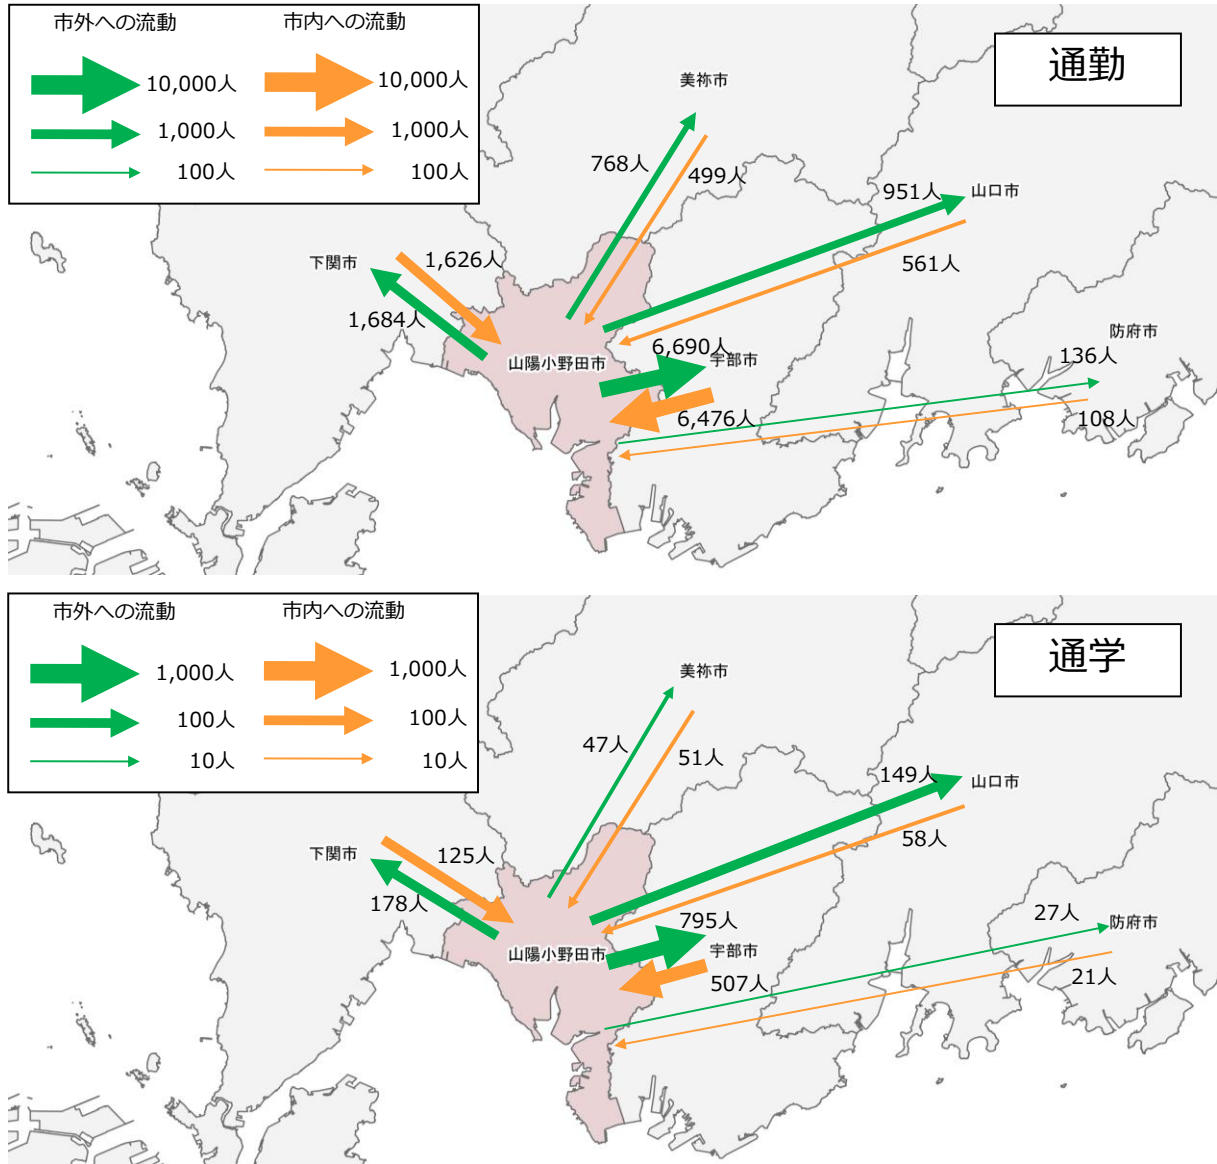 市外への流動 市内への流動
10,000人 10,000人
1,000人 1,000人
100人 100人
通勤
美祢市
768人
499人
951人
山口市
561人
下関市
1,626人
1,684人
山陽小野田市
6,690人
宇部市
6,476人
防府市
136人
108人
市外への流動 市内への流動
1,000人 1,000人
100人 100人
10人 10人
通学
美祢市
47人
51人
149人
山口市
58人
下関市
125人
178人
山陽小野田市
795人
宇部市
507人
防府市
27人
21人